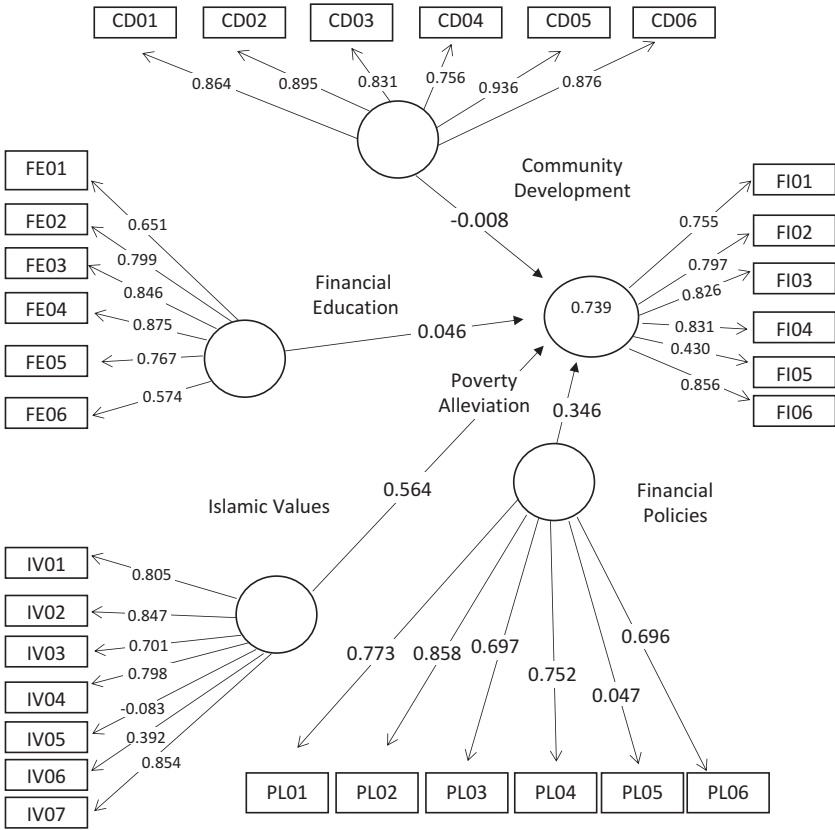 CD01
CD02
CD03
CD04
CD05
CD06
0.864
0.895
0.831
0.756
0.936
0.876
Community
Development
-0.008
FE01
FE02
FE03
FE04
FE05
FE06
0.651
0.799
0.846
0.875
0.767
0.574
Financial
Education
0.046
0.739
FI01
FI02
FI03
FI04
FI05
FI06
0.755
0.797
0.826
0.831
0.430
0.856
Poverty
Alleviation
0.346
0.564
Islamic Values
Financial
Policies
IV01
IV02
IV03
IV04
IV05
IV06
IV07
0.805
0.847
0.701
0.798
-0.083
0.392
0.854
0.773
0.858
0.697
0.752
0.047
0.696
PL01
PL02
PL03
PL04
PL05
PL06